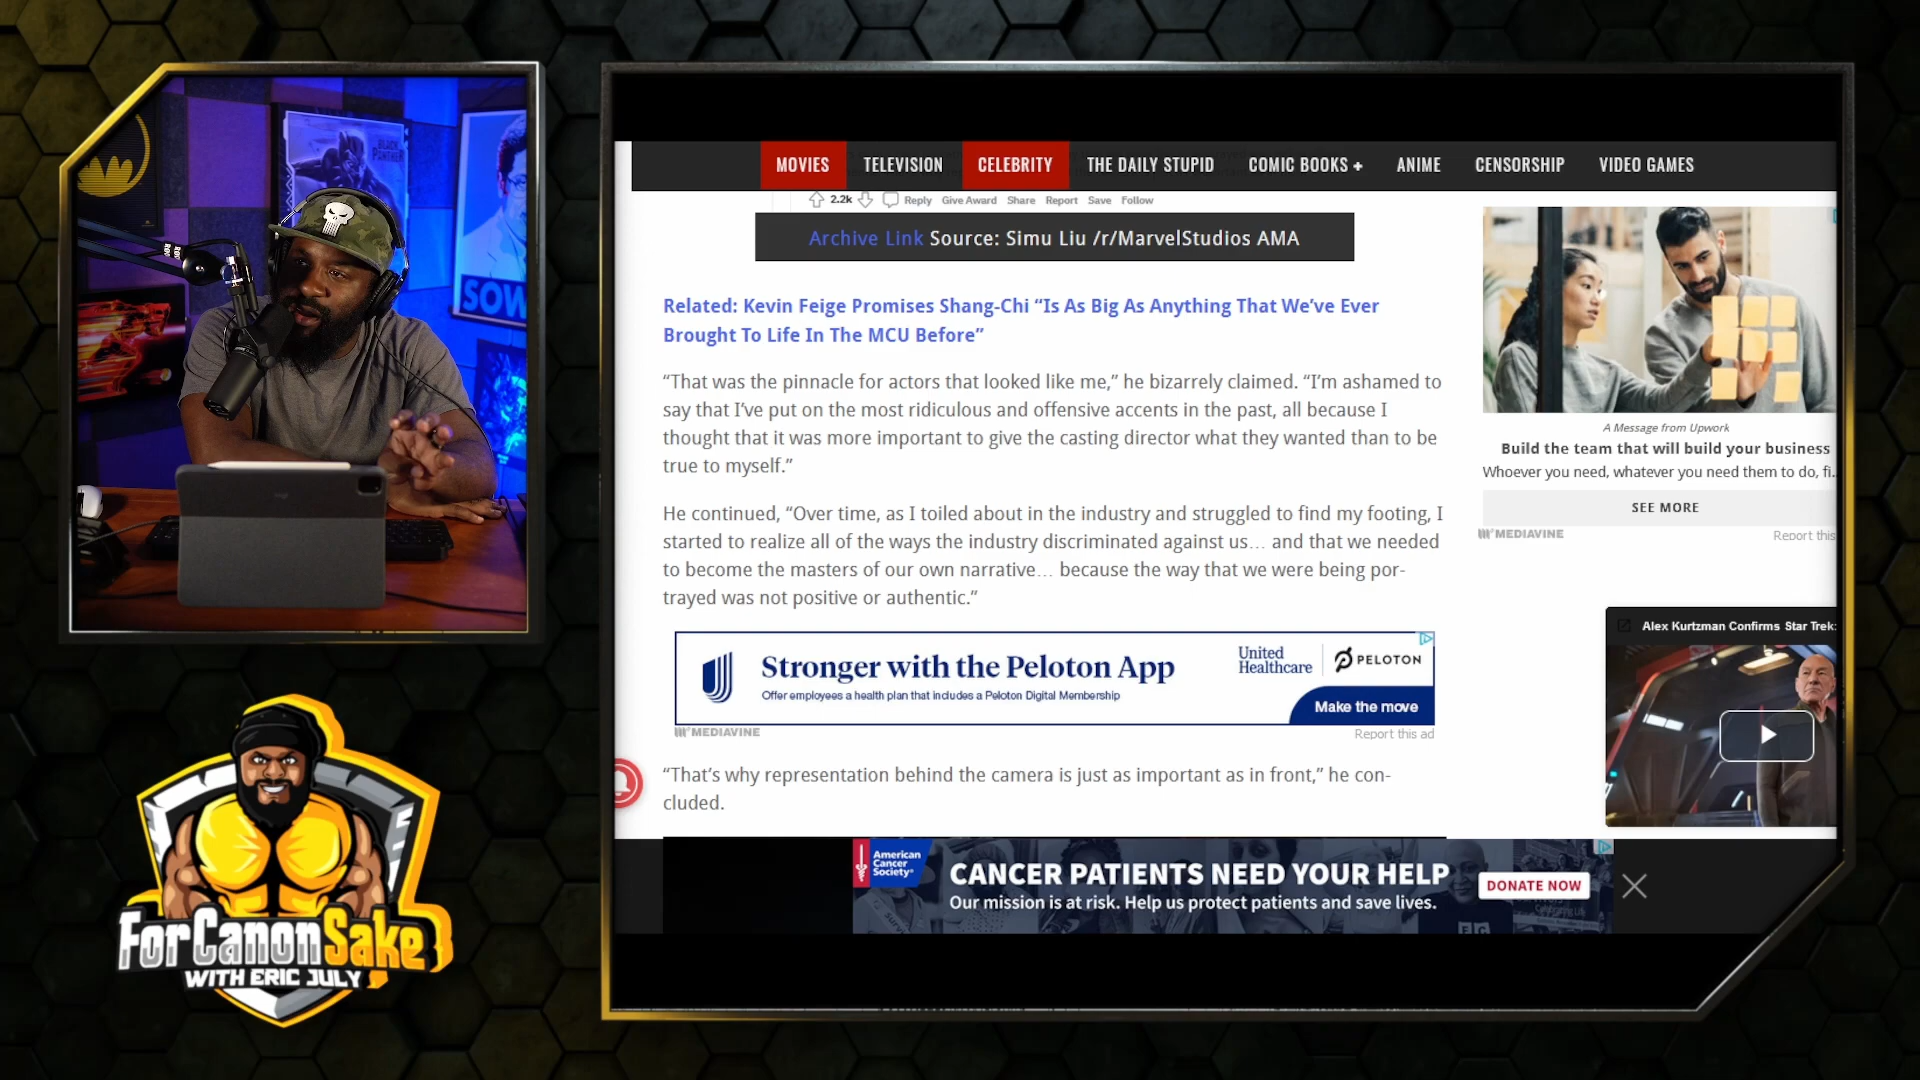 BLACK
PANTHER
SOW
ForCanonSake
WITH ERIC JULY
MOVIES
TELEVISION
CELEBRITY
THE DAILY STUPID
COMIC BOOKS +
ANIME
CENSORSHIP
VIDEO GAMES
2.2k Reply Give Award Share Report Save Follow
Archive Link Source: Simu Liu /r/MarvelStudios AMA
Related: Kevin Feige Promises Shang-Chi “Is As Big As Anything That We’ve Ever
Brought To Life In The MCU Before”
“That was the pinnacle for actors that looked like me,” he bizarrely claimed. “I’m ashamed to
say that I’ve put on the most ridiculous and offensive accents in the past, all because I
thought that it was more important to give the casting director what they wanted than to be
true to myself.”
He continued, “Over time, as I toiled about in the industry and struggled to find my footing, I
started to realize all of the ways the industry discriminated against us… and that we needed
to become the masters of our own narrative… because the way that we were being por-
trayed was not positive or authentic.”
Stronger with the Peloton App
Offer employees a health plan that includes a Peloton Digital Membership
United
Healthcare
PELOTON
Make the move
MEDIAVINE
Report this ad
“That’s why representation behind the camera is just as important as in front,” he con-
cluded.
A Message from Upwork
Build the team that will build your business
Whoever you need, whatever you need them to do, fi...
SEE MORE
MEDIAVINE
Report this
Alex Kurtzman Confirms Star Trek:
American
Cancer
Society®
CANCER PATIENTS NEED YOUR HELP
Our mission is at risk. Help us protect patients and save lives.
DONATE NOW